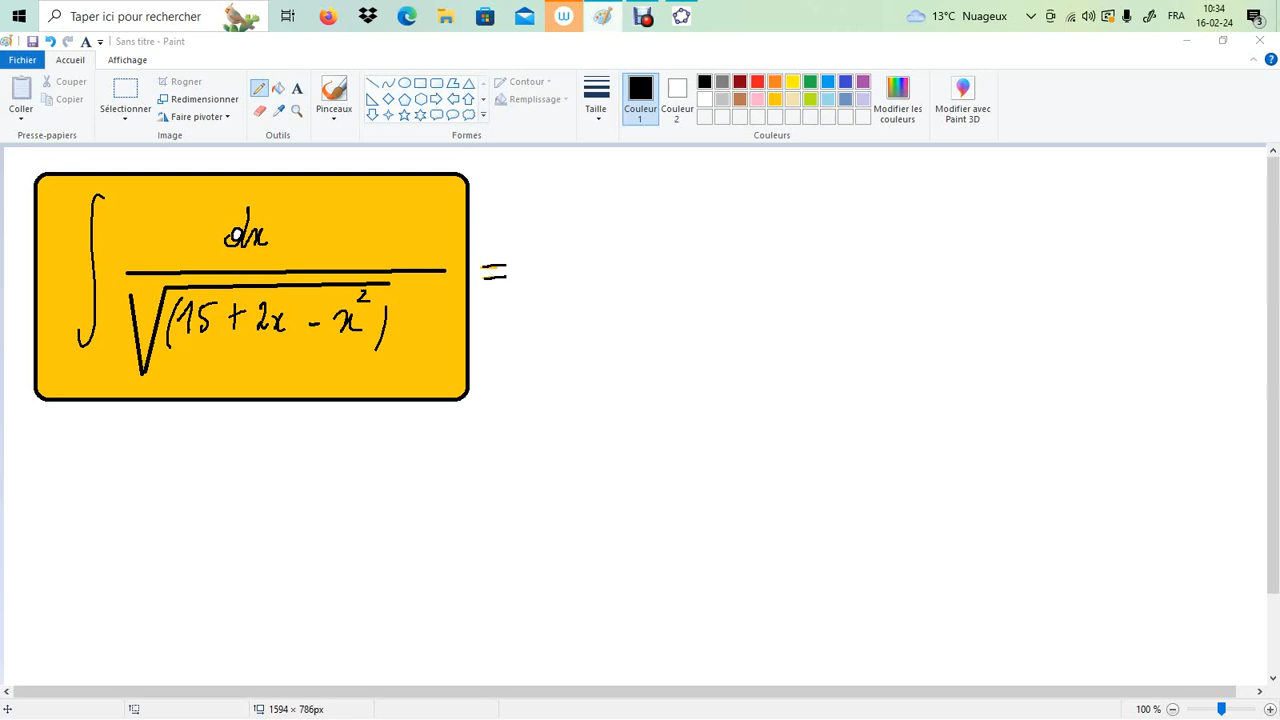 Taper ici pour rechercher
13°C Nuageux
FRA
10:34
16-02-24
3
Sans titre - Paint
Fichier
Accueil
Affichage
Coller
Couper
Copier
Presse-papiers
Sélectionner
Rogner
Redimensionner
Faire pivoter
Image
A
Outils
Pinceaux
Contour
Remplissage
Formes
Taille
Couleur 1
Couleur 2
Modifier les couleurs
Couleurs
Modifier avec Paint 3D
∫ dx / √(15 + 2x - x²) =
1594 × 786px
100 %